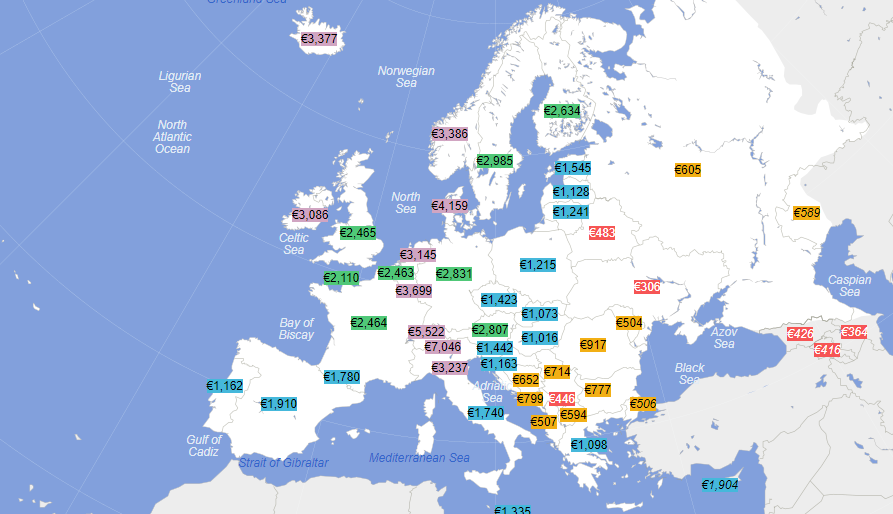 Greenland Sea
€3,377
Norwegian
Sea
Ligurian
Sea
€2,634
North
Atlantic
Ocean
€3,386
€2,985
€1,545
€605
€1,128
North
Sea
€4,159
€1,241
€3,086
€589
€2,465
€483
Celtic
Sea
€3,145
€1,215
€2,110
€2,463
€2,831
Caspian
Sea
€3,699
€306
€1,423
€1,073
Bay of
Biscay
€2,464
€504
€5,522
€2,807
Azov
Sea
€426
€364
€1,016
€7,046
€1,442
€917
€416
€3,237
€1,163
Black
Sea
€1,780
€652
€714
€1,162
Adriatic
Sea
€799
€446
€777
€1,910
€506
€1,740
€507
€594
Gulf of
Cadiz
€1,098
Strait of Gibraltar
Mediterranean Sea
€1,904
€1,335